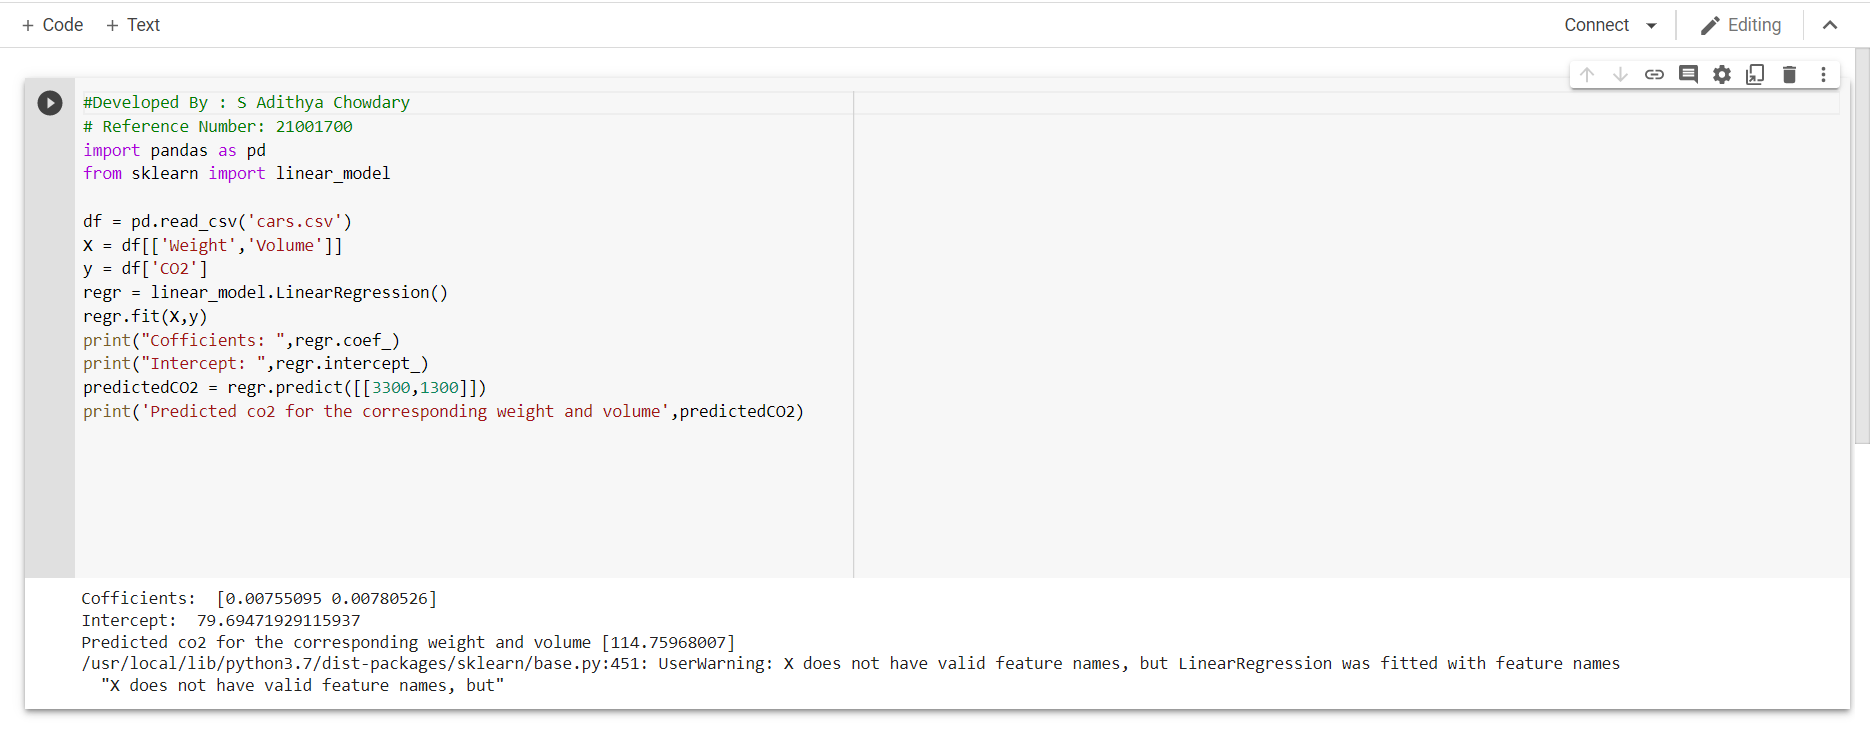 + Code + Text Connect Editing
#Developed By : S Adithya Chowdary
# Reference Number: 21001700
import pandas as pd
from sklearn import linear_model
df = pd.read_csv('cars.csv')
X = df[['Weight','Volume']]
y = df['CO2']
regr = linear_model.LinearRegression()
regr.fit(X,y)
print("Cofficients: ",regr.coef_)
print("Intercept: ",regr.intercept_)
predictedCO2 = regr.predict([[3300,1300]])
print('Predicted co2 for the corresponding weight and volume',predictedCO2)
Cofficients:  [0.00755095 0.00780526]
Intercept:  79.69471929115937
Predicted co2 for the corresponding weight and volume [114.75968007]
/usr/local/lib/python3.7/dist-packages/sklearn/base.py:451: UserWarning: X does not have valid feature names, but LinearRegression was fitted with feature names
  "X does not have valid feature names, but"